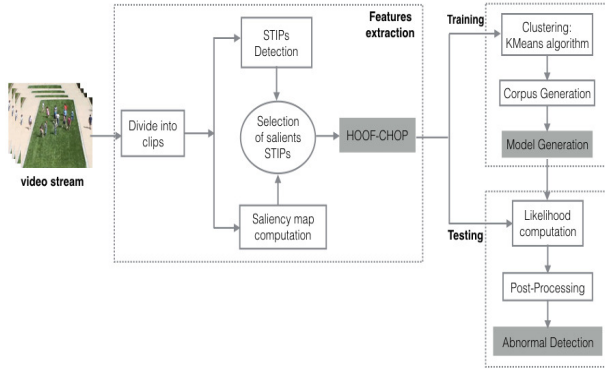 Features
extraction
STIPs
Detection
Divide into
clips
Selection
of salients
STIPs
HOOF-CHOP
Saliency map
computation
video stream
Training
Clustering:
KMeans algorithm
Corpus Generation
Model Generation
Testing
Likelihood
computation
Post-Processing
Abnormal Detection